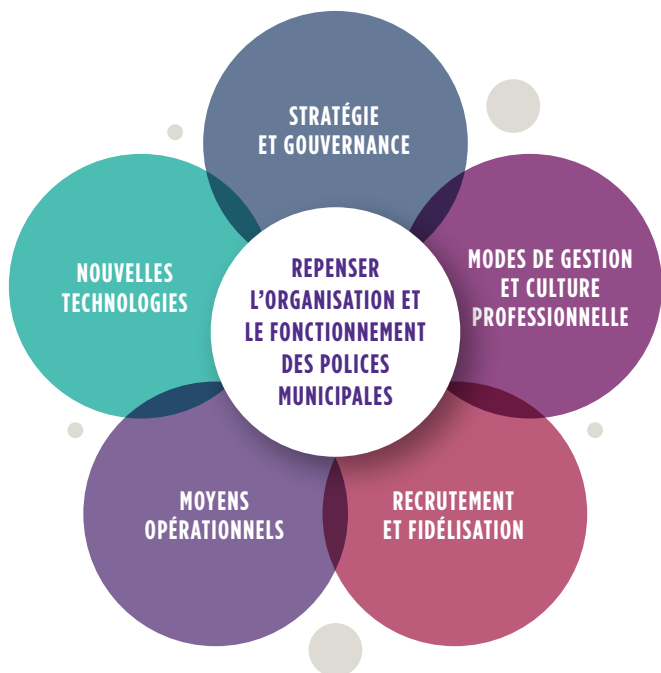 STRATÉGIE
ET GOUVERNANCE
MODES DE GESTION
ET CULTURE
PROFESSIONNELLE
RECRUTEMENT
ET FIDÉLISATION
MOYENS
OPÉRATIONNELS
NOUVELLES
TECHNOLOGIES
REPENSER
L’ORGANISATION ET
LE FONCTIONNEMENT
DES POLICES
MUNICIPALES